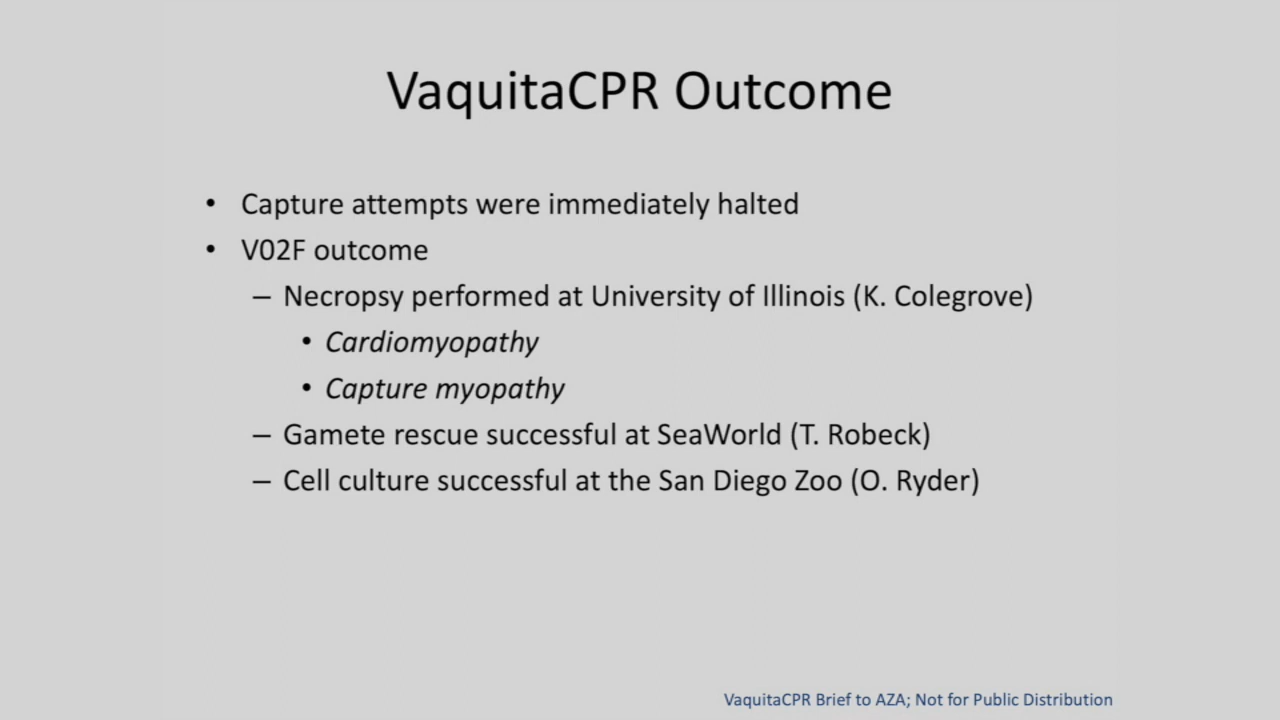 VaquitaCPR Outcome
• Capture attempts were immediately halted
• V02F outcome
– Necropsy performed at University of Illinois (K. Colegrove)
• Cardiomyopathy
• Capture myopathy
– Gamete rescue successful at SeaWorld (T. Robeck)
– Cell culture successful at the San Diego Zoo (O. Ryder)
VaquitaCPR Brief to AZA; Not for Public Distribution